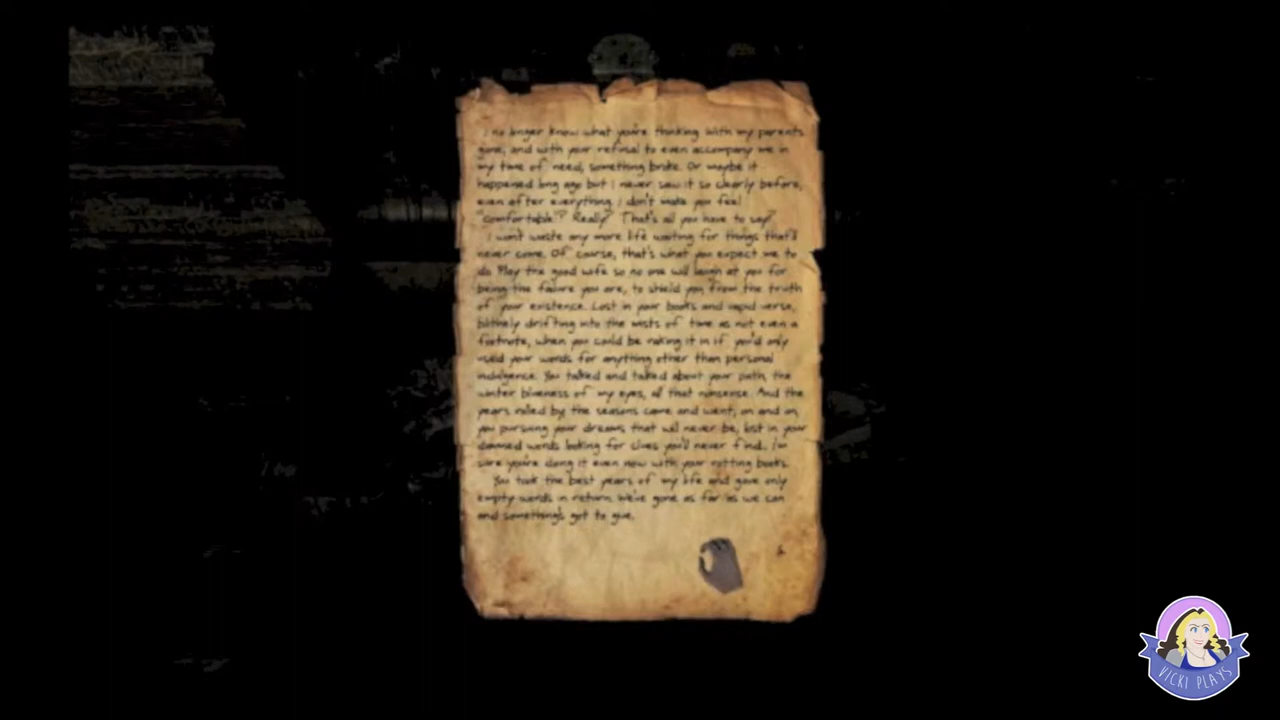 I no longer know what you're thinking. With my parents
gone, and with your refusal to even accompany me in
my time of need, something broke. Or maybe it
happened long ago but I never saw it so clearly before,
even after everything. I don't make you feel
"comfortable"? Really? That's all you have to say?
I won't waste any more life waiting for things that'll
never come. Of course, that's what you expect me to
do. Play the good wife so no one will laugh at you for
being the failure you are, to shield you from the truth
of your existence. Lost in your books and vapid verse,
blithely drifting into the mists of time as not even a
footnote, when you could be raking it in if you'd only
used your words for anything other than personal
indulgence. You talked and talked about your path, the
winter blueness of my eyes, all that nonsense. And the
years rolled by the seasons came and went, on and on,
you pursuing your dreams that will never be, lost in your
damned words looking for clues you'll never find. I'm
sure you're doing it even now with your rotting books.
You took the best years of my life and gave only
empty words in return. We've gone as far as we can
and something's got to give.
VICKI PLAYS